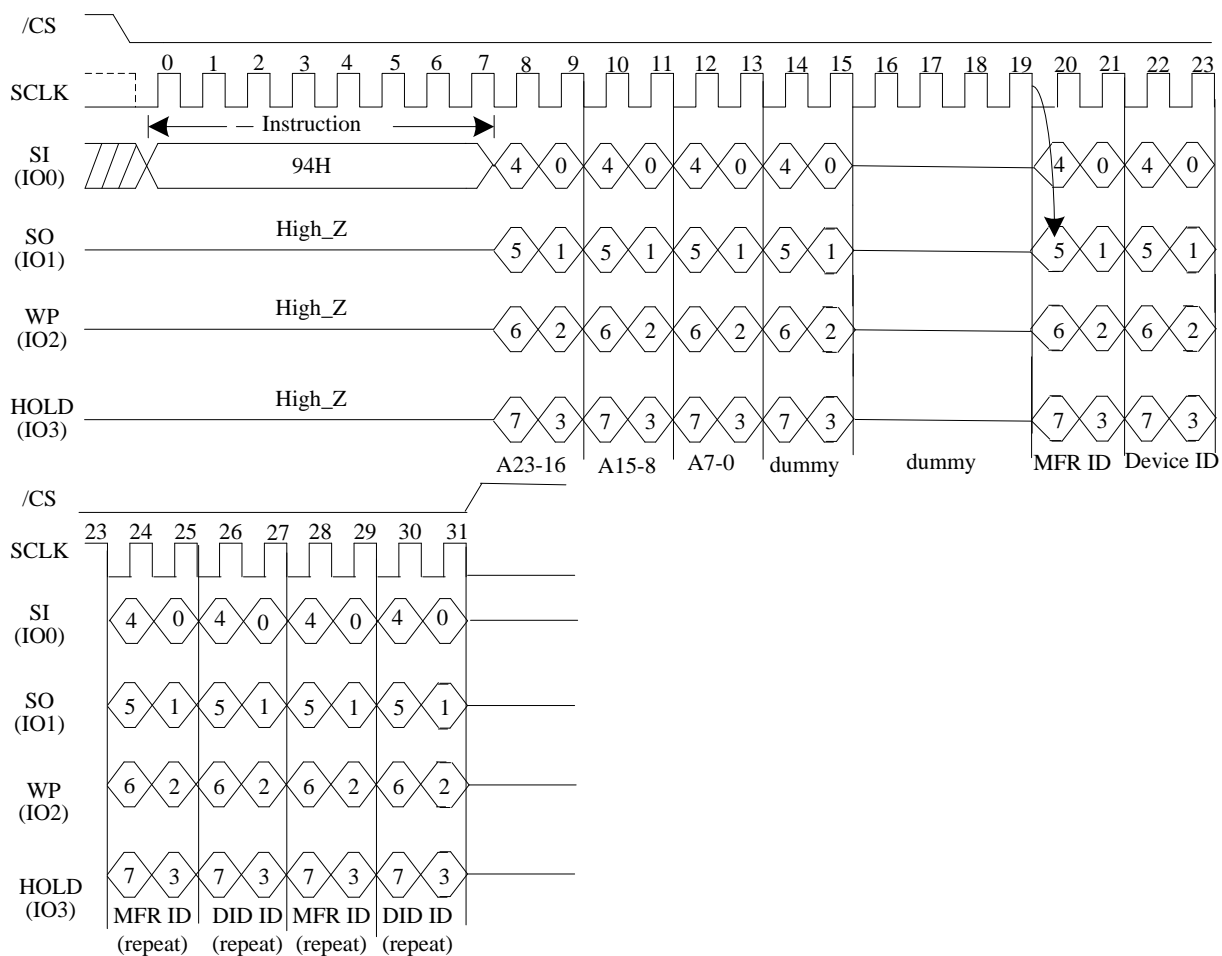 /CS
0 1 2 3 4 5 6 7 8 9 10 11 12 13 14 15 16 17 18 19 20 21 22 23
SCLK
Instruction
SI
(IO0)
94H
4 0 4 0 4 0 4 0 4 0 4 0
SO
(IO1)
High_Z
5 1 5 1 5 1 5 1 5 1 5 1
WP
(IO2)
High_Z
6 2 6 2 6 2 6 2 6 2 6 2
HOLD
(IO3)
High_Z
7 3 7 3 7 3 7 3 7 3 7 3
A23-16 A15-8 A7-0 dummy dummy MFR ID Device ID
/CS
23 24 25 26 27 28 29 30 31
SCLK
SI
(IO0)
4 0 4 0 4 0 4 0
SO
(IO1)
5 1 5 1 5 1 5 1
WP
(IO2)
6 2 6 2 6 2 6 2
HOLD
(IO3)
7 3 7 3 7 3 7 3
MFR ID DID ID MFR ID DID ID
(repeat) (repeat) (repeat) (repeat)